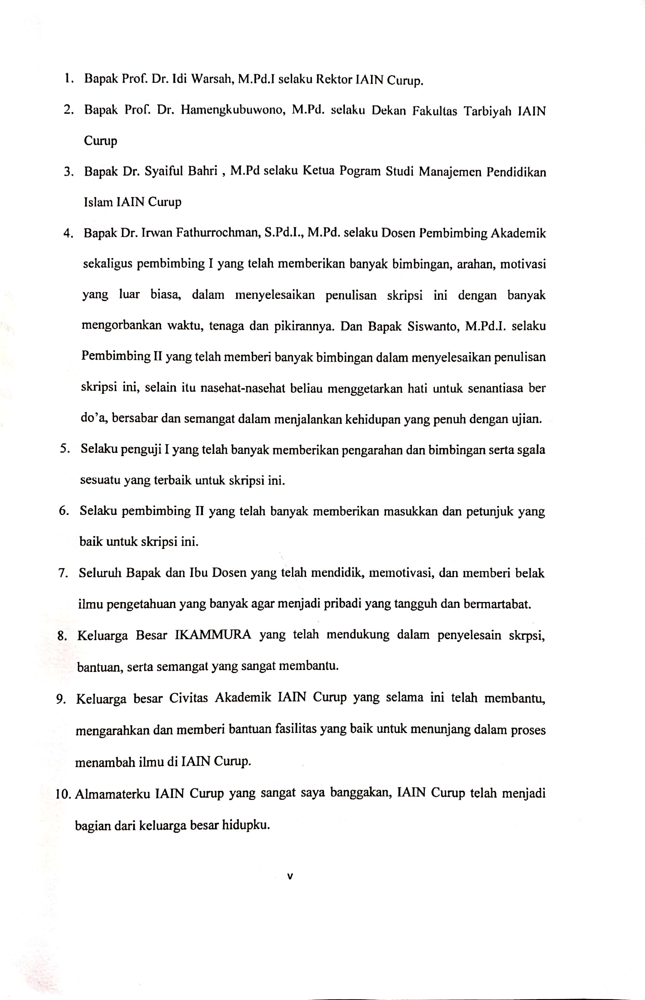 1. Bapak Prof. Dr. Idi Warsah, M.Pd.I selaku Rektor IAIN Curup.
2. Bapak Prof. Dr. Hamengkubuwono, M.Pd. selaku Dekan Fakultas Tarbiyah IAIN
Curup
3. Bapak Dr. Syaiful Bahri , M.Pd selaku Ketua Pogram Studi Manajemen Pendidikan
Islam IAIN Curup
4. Bapak Dr. Irwan Fathurrochman, S.Pd.I., M.Pd. selaku Dosen Pembimbing Akademik
sekaligus pembimbing I yang telah memberikan banyak bimbingan, arahan, motivasi
yang luar biasa, dalam menyelesaikan penulisan skripsi ini dengan banyak
mengorbankan waktu, tenaga dan pikirannya. Dan Bapak Siswanto, M.Pd.I. selaku
Pembimbing II yang telah memberi banyak bimbingan dalam menyelesaikan penulisan
skripsi ini, selain itu nasehat-nasehat beliau menggetarkan hati untuk senantiasa ber
do’a, bersabar dan semangat dalam menjalankan kehidupan yang penuh dengan ujian.
5. Selaku penguji I yang telah banyak memberikan pengarahan dan bimbingan serta sgala
sesuatu yang terbaik untuk skripsi ini.
6. Selaku pembimbing II yang telah banyak memberikan masukkan dan petunjuk yang
baik untuk skripsi ini.
7. Seluruh Bapak dan Ibu Dosen yang telah mendidik, memotivasi, dan memberi belak
ilmu pengetahuan yang banyak agar menjadi pribadi yang tangguh dan bermartabat.
8. Keluarga Besar IKAMMURA yang telah mendukung dalam penyelesain skrpsi,
bantuan, serta semangat yang sangat membantu.
9. Keluarga besar Civitas Akademik IAIN Curup yang selama ini telah membantu,
mengarahkan dan memberi bantuan fasilitas yang baik untuk menunjang dalam proses
menambah ilmu di IAIN Curup.
10. Almamaterku IAIN Curup yang sangat saya banggakan, IAIN Curup telah menjadi
bagian dari keluarga besar hidupku.
v